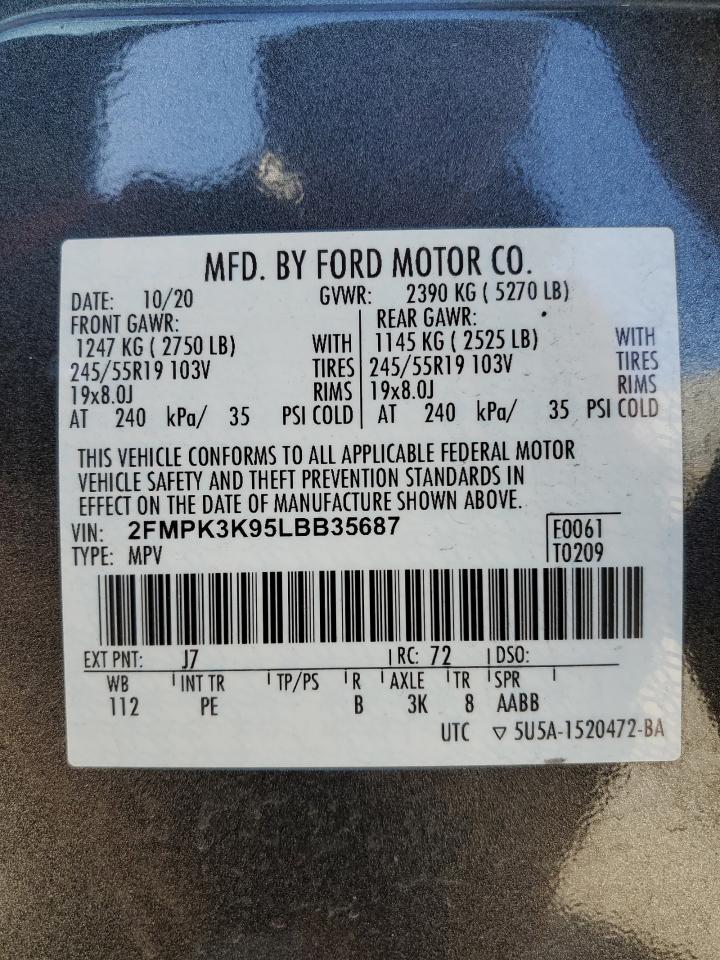 MFD. BY FORD MOTOR CO.
DATE: 10/20 GVWR: 2390 KG ( 5270 LB)
FRONT GAWR: REAR GAWR:
1247 KG ( 2750 LB) WITH 1145 KG ( 2525 LB) WITH
245/55R19 103V TIRES 245/55R19 103V TIRES
19x8.0J RIMS 19x8.0J RIMS
AT 240 kPa/ 35 PSI COLD AT 240 kPa/ 35 PSI COLD
THIS VEHICLE CONFORMS TO ALL APPLICABLE FEDERAL MOTOR
VEHICLE SAFETY AND THEFT PREVENTION STANDARDS IN
EFFECT ON THE DATE OF MANUFACTURE SHOWN ABOVE.
VIN: 2FMPK3K95LBB35687 F0061
TYPE: MPV T0209
EXT PNT: J7 RC: 72 DSO:
WB INT TR TP/PS R AXLE TR SPR
112 PE B 3K 8 AABB
UTC ▽ 5U5A-1520472-BA